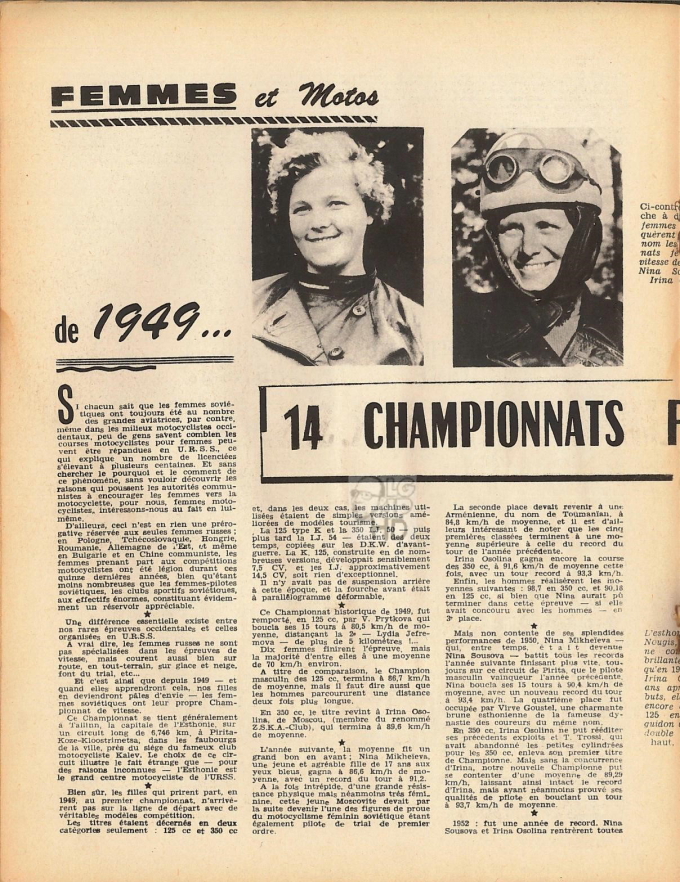 FEMMES et Motos
de 1949...
14 CHAMPIONNATS
Ci-cont
che à d
femmes
quérent
nom les
nats fé
vitesse de
Nina So
Irina
SI chacun sait que les femmes sovié-
tiques ont toujours été au nombre
des grandes aviatrices, par contre,
même dans les milieux motocyclistes occi-
dentaux, peu de gens savent combien les
courses motocyclistes pour femmes peu-
vent être répandues en U.R.S.S., ce
qui explique un nombre de licenciées
s'élevant à plusieurs centaines. Et sans
chercher le pourquoi et le comment de
ce phénomène, sans vouloir découvrir les
raisons qui poussent les autorités commu-
nistes à encourager les femmes vers la
motocyclette, pour nous, femmes moto-
cyclistes, intéressons-nous au fait en lui-
même.
D'ailleurs, ceci n'est en rien une préro-
gative réservée aux seules femmes russes ;
en Pologne, Tchécoslovaquie, Hongrie,
Roumanie, Allemagne de l'Est, et même
en Bulgarie et en Chine communiste, les
femmes prenant part aux compétitions
motocyclistes ont été légion durant ces
quinze dernières années, bien qu'étant
moins nombreuses que les femmes-pilotes
soviétiques, les clubs sportifs soviétiques,
aux effectifs énormes, constituant évidem-
ment un réservoir appréciable.
Une différence essentielle existe entre
nos rares épreuves occidentales et celles
organisées en U.R.S.S.
A vrai dire, les femmes russes ne sont
pas spécialisées dans les épreuves de
vitesse, mais courent aussi bien sur
route, en tout-terrain, sur glace et neige,
font du trial, etc...
Et c'est ainsi que depuis 1949 — et
quand elles apprendront cela, nos filles
en deviendront pâles d'envie — les fem-
mes soviétiques ont leur propre Cham-
pionnat de vitesse.
Ce Championnat se tient généralement
à Tallinn, la capitale de l'Esthonie, sur
un circuit long de 6,746 km, à Pirita-
Koze-Kloostrimetsa, dans les faubourgs
de la ville, près du siège du fameux club
motocycliste Kalev. Le choix de ce cir-
cuit illustre le fait étrange que — pour
des raisons inconnues — l'Esthonie est
le grand centre motocycliste de l'URSS.
Bien sûr, les filles qui prirent part, en
1949, au premier championnat, n'arrivè-
rent pas sur la ligne de départ avec de
véritables modèles compétition.
Les titres étaient décernés en deux
catégories seulement : 125 cc et 350 cc
et, dans les deux cas, les machines uti-
lisées étaient de simples versions amé-
liorées de modèles tourisme.
La 125 type K et la 350 puis
plus tard la I.J. 54 — étaient des deux
temps, copiées sur les D.K.W. d'avant-
guerre. La K. 125, construite en de nom-
breuses versions, développait sensiblement
7,5 CV, et les I.J. approximativement
14,5 CV, soit rien d'exceptionnel.
Il n'y avait pas de suspension arrière
à cette époque, et la fourche avant était
à parallélogramme déformable.
Ce Championnat historique de 1949, fut
remporté, en 125 cc, par V. Prytkova qui
boucla ses 15 tours à 80,5 km/h de mo-
yenne, distançant la 2e — Lydia Jefre-
mova — de plus de 5 kilomètres !...
Dix femmes finirent l'épreuve, mais
la majorité d'entre elles à une moyenne
de 70 km/h environ.
A titre de comparaison, le Champion
masculin, des 125 cc, termina à 86,7 km/h
de moyenne, mais il faut dire aussi que
les hommes parcoururent une distance
deux fois plus longue.
En 350 cc, le titre revint à Irina Oso-
lina, de Moscou, (membre du renommé
Z.S.K.A.-Club), qui termina à 89,6 km/h
de moyenne.
L'année suivante, la moyenne fit un
grand bon en avant ; Nina Mikheieva,
une jeune et agréable fille de 17 ans aux
yeux bleus, gagna à 86,6 km/h de mo-
yenne, avec un record du tour à 91,2.
A la fois intrépide, d'une grande résis-
tance physique mais néanmoins très fémi-
nine, cette jeune Moscovite devait par
la suite devenir l'une des figures de proue
du motocyclisme féminin soviétique étant
également pilote de trial de premier
ordre.
La seconde place devait revenir à une
Arménienne, du nom de Toumanian, à
84,8 km/h de moyenne, et il est d'ail-
leurs intéressant de noter que les cinq
premières classées terminent à une mo-
yenne supérieure à celle du record du
tour de l'année précédente.
Irina Osolina gagna encore la course
des 350 cc, à 91,6 km/h de moyenne cette
fois, avec un tour record à 93,3 km/h.
Enfin, les hommes réalisèrent les mo-
yennes suivantes : 98,7 en 350 cc et 90,18
en 125 cc, si bien que Nina aurait pû
terminer dans cette épreuve — si elle
avait concouru avec les hommes — en
3e place.
Mais non contente de ses splendides
performances de 1950, Nina Mikheieva —
qui, entre temps, était devenue
Nina Sousova — battit tous les records
l'année suivante finissant plus vite, tou-
jours sur ce circuit de Pirita, que le pilote
masculin vainqueur l'année précédente.
Nina boucla ses 15 tours à 90,4 km/h de
moyenne, avec un nouveau record du tour
à 93,4 km/h. La quatrième place fut
occupée par Vive Goustel, une charmante
brune esthonienne de la fameuse dy-
nastie des coureurs du même nom.
En 350 cc, Irina Osolina ne put rééditer
ses précédents exploits et T. Trossi, qui
avait abandonné les petites cylindrées
pour les 350 cc, enleva son premier titre
de Championne. Mais sans la concurrence
d'Irina, notre nouvelle Championne put
se contenter d'une moyenne de 89,29
km/h, laissant ainsi intact le record
d'Irina, mais ayant néanmoins prouvé ses
qualités de pilote en bouclant un tour
à 93,7 km/h de moyenne.
1952 : fut une année de record. Nina
Sousova et Irina Osolina rentrèrent toutes
L'estho
Nougis,
ne co
brillante
qu'en 19
Irina
ans apr
buts, ell
encore
125 en
guidon
double
haut.